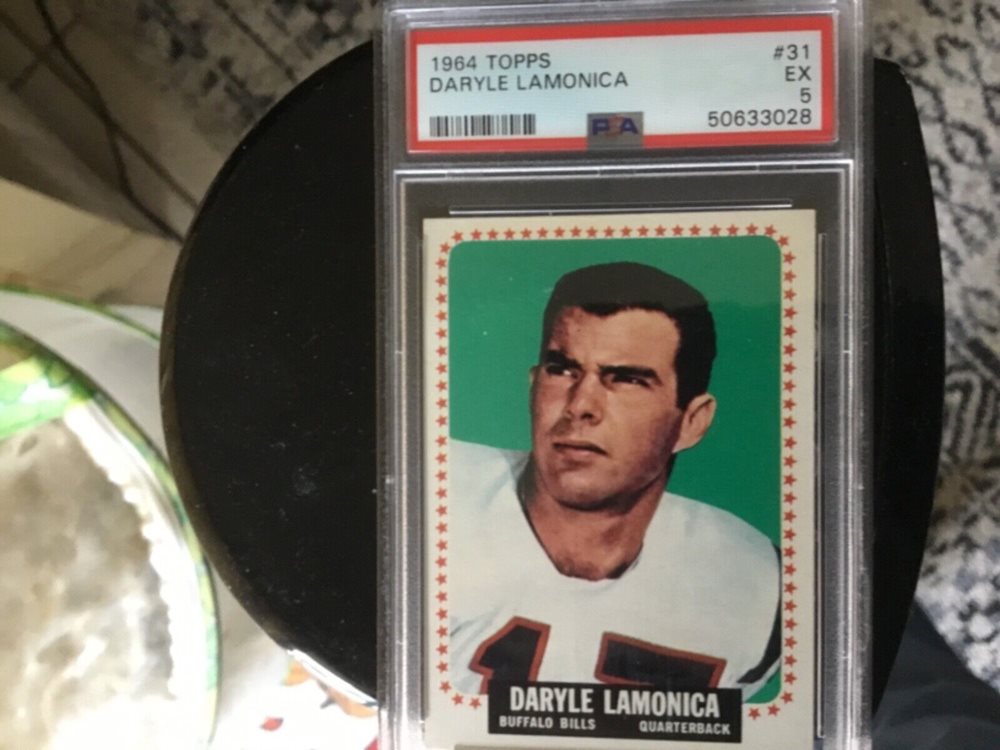 1964 TOPPS #31
DARYLE LAMONICA EX
5
PSA 50633028
17
DARYLE LAMONICA
BUFFALO BILLS QUARTERBACK